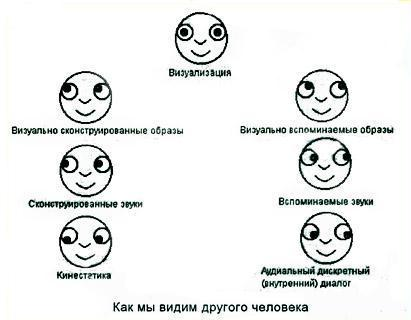 Визуализация
Визуально сконструированные образы
Визуально вспоминаемые образы
Сконструированные звуки
Вспоминаемые звуки
Кинестетика
Аудиальный дискретный
(внутренний) диалог
Как мы видим другого человека